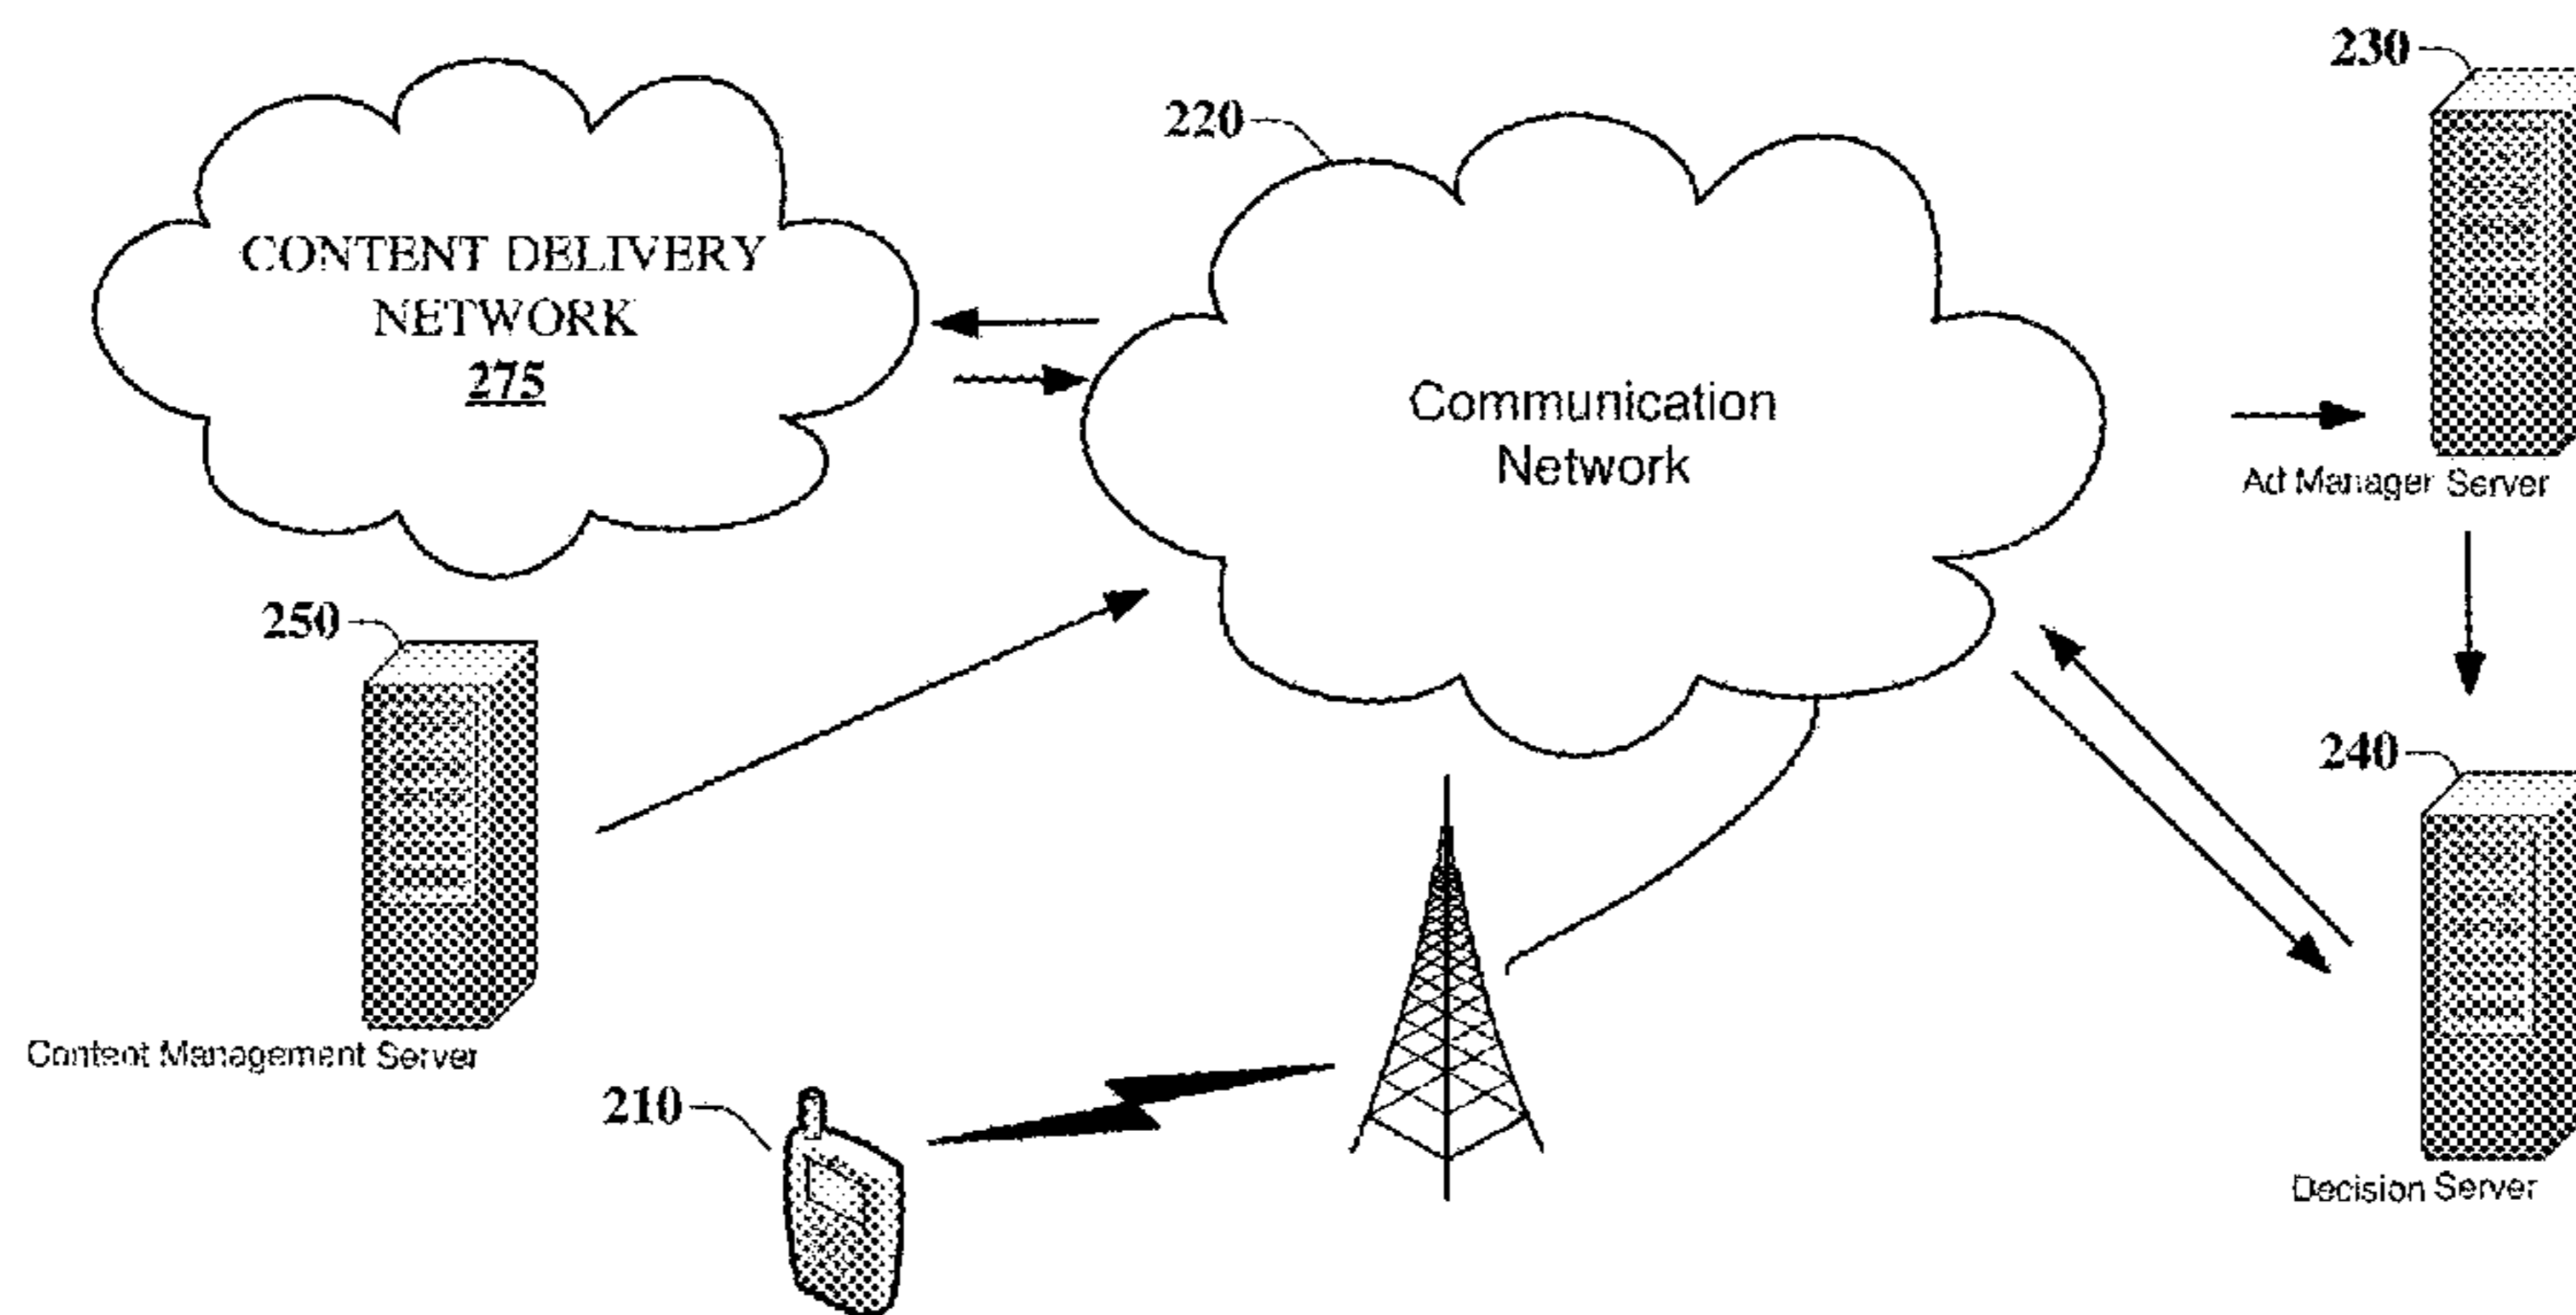 230
220
CONTENT DELIVERY
NETWORK
275
Communication
Network
Ad Manager Server
250
240
Content Management Server
210
Decision Server